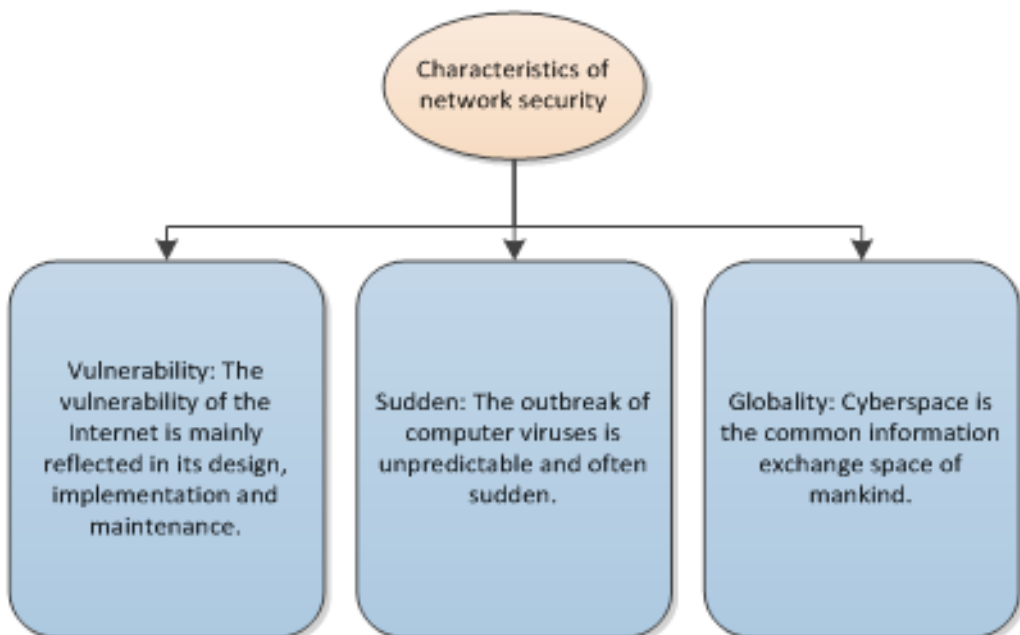 Characteristics of
network security
Vulnerability: The
vulnerability of the
Internet is mainly
reflected in its design,
implementation and
maintenance.
Sudden: The outbreak of
computer viruses is
unpredictable and often
sudden.
Globality: Cyberspace is
the common information
exchange space of
mankind.